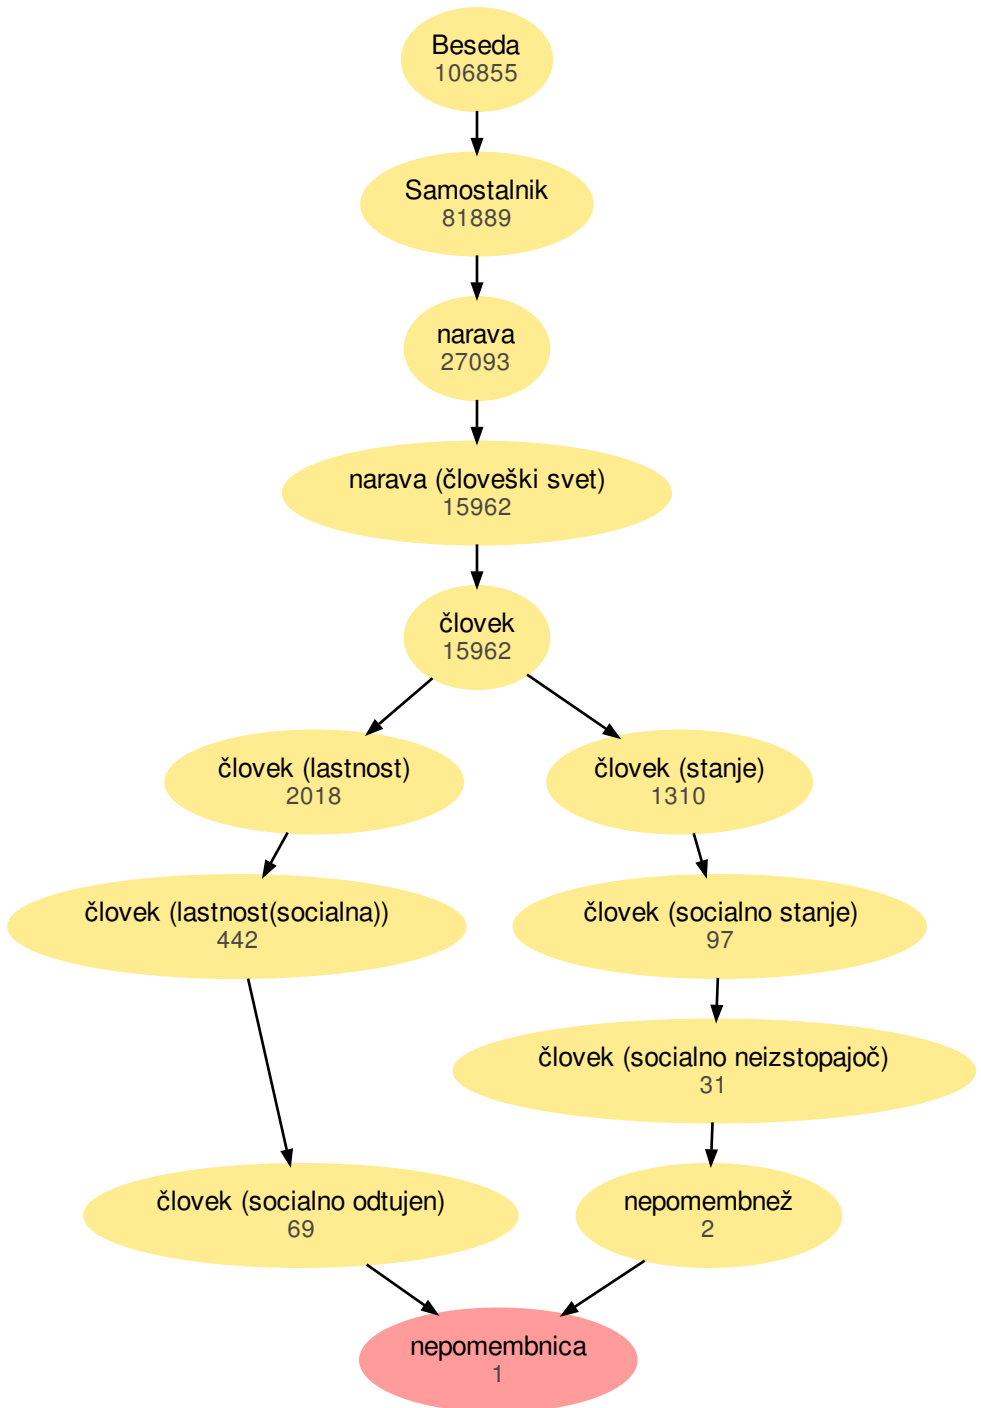 Beseda
106855
Samostalnik
81889
narava
27093
narava (človeški svet)
15962
človek
15962
človek (lastnost)
2018
človek (stanje)
1310
človek (lastnost(socialna))
442
človek (socialno stanje)
97
človek (socialno neizstopajoč)
31
človek (socialno odtujen)
69
nepomembnež
2
nepomembnica
1